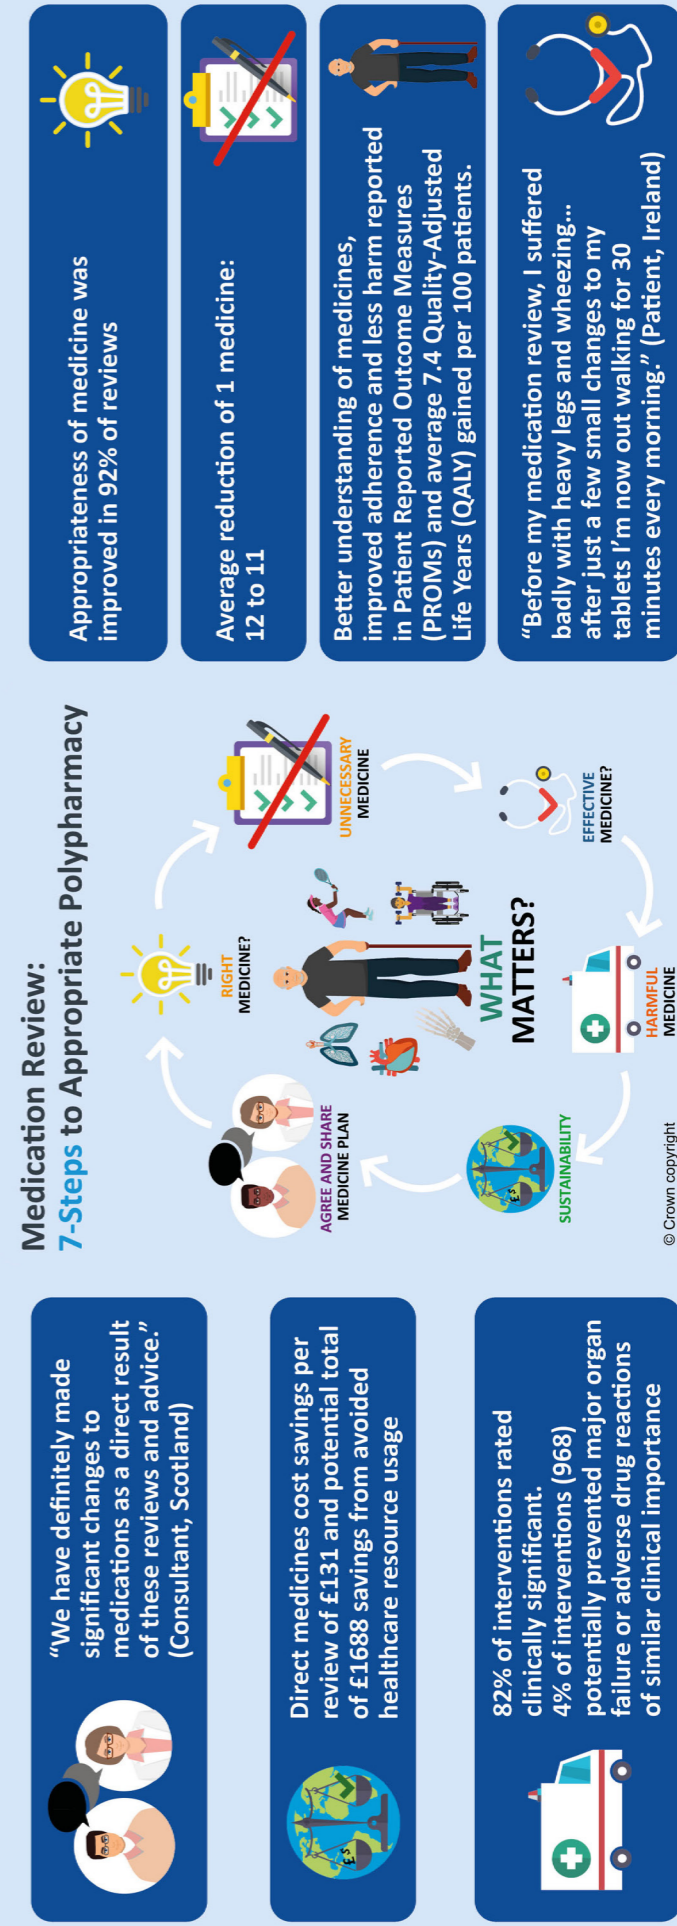 "We have definitely made
significant changes to
medications as a direct result
of these reviews and advice."
(Consultant, Scotland)
Direct medicines cost savings per
review of £131 and potential total
of £1688 savings from avoided
healthcare resource usage
82% of interventions rated
clinically significant.
4% of interventions (968)
potentially prevented major organ
failure or adverse drug reactions
of similar clinical importance
Medication Review:
7-Steps to Appropriate Polypharmacy
RIGHT
MEDICINE?
UNNECESSARY
MEDICINE
EFFECTIVE
MEDICINE?
HARMFUL
MEDICINE
SUSTAINABILITY
£$
AGREE AND SHARE
MEDICINE PLAN
WHAT
MATTERS?
© Crown copyright
Appropriateness of medicine was
improved in 92% of reviews
Average reduction of 1 medicine:
12 to 11
Better understanding of medicines,
improved adherence and less harm reported
in Patient Reported Outcome Measures
(PROMs) and average 7.4 Quality-Adjusted
Life Years (QALY) gained per 100 patients.
"Before my medication review, I suffered
badly with heavy legs and wheezing...
after just a few small changes to my
tablets I'm now out walking for 30
minutes every morning." (Patient, Ireland)
£$